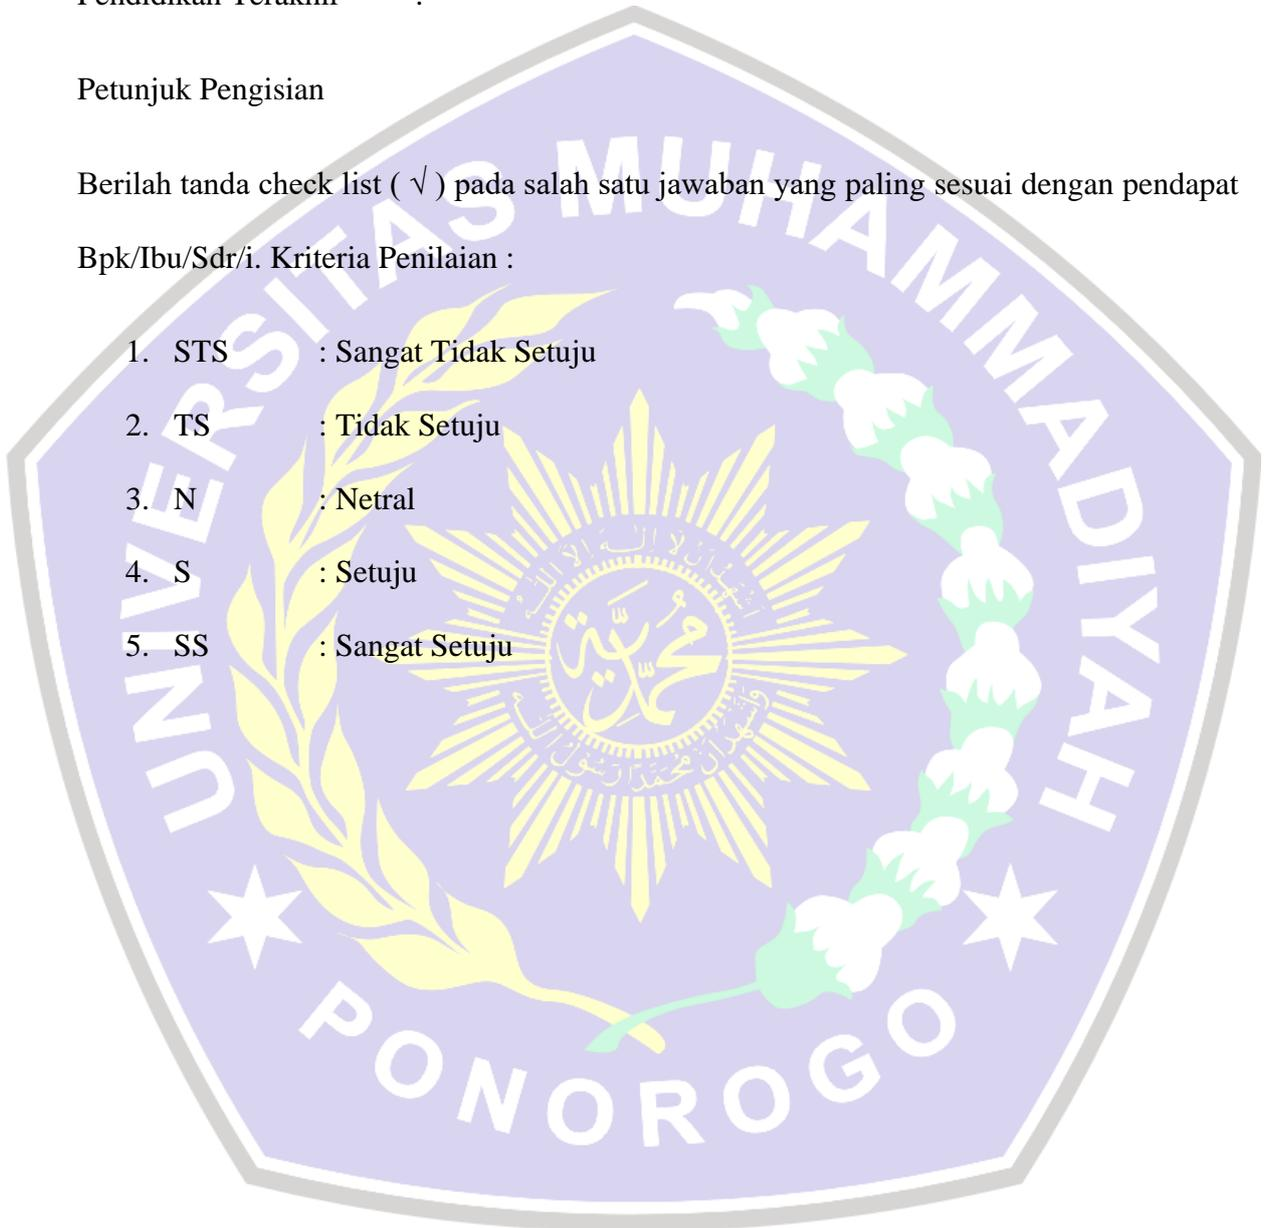 Pendidikan Terakhir :
Petunjuk Pengisian
Berilah tanda check list ( √ ) pada salah satu jawaban yang paling sesuai dengan pendapat
Bpk/Ibu/Sdr/i. Kriteria Penilaian :
1. STS : Sangat Tidak Setuju
2. TS : Tidak Setuju
3. N : Netral
4. S : Setuju
5. SS : Sangat Setuju
UNIVERSITAS MUHAMMADIYAH
PONOROGO
محمدية